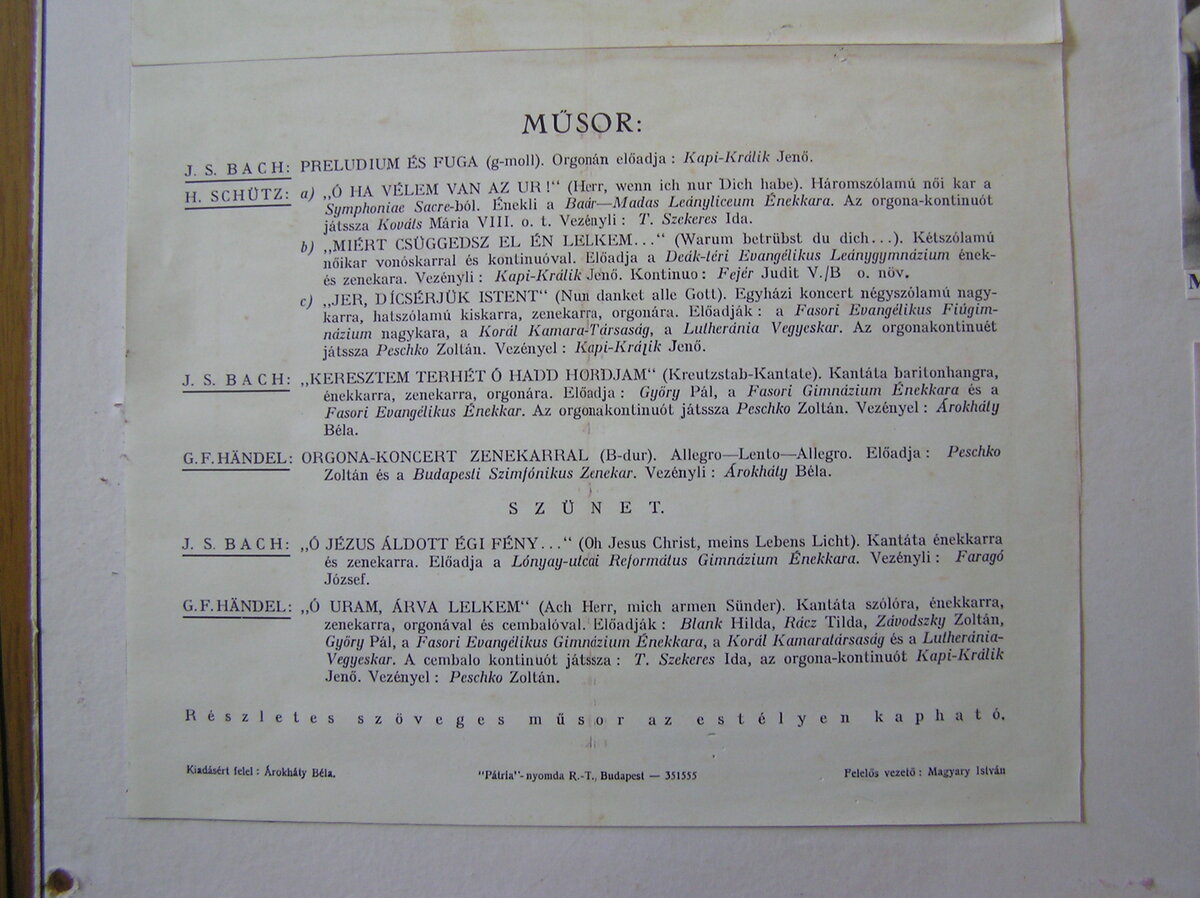 MŰSOR:
J. S. BACH: PRELUDIUM ÉS FUGA (g-moll). Orgonán előadja: Kapi-Králik Jenő.
H. SCHÜTZ: a) „Ó HA VÉLEM VAN AZ UR!“ (Herr, wenn ich nur Dich habe). Háromszólamú női kar a
Symphoniae Sacre-ból. Énekli a Baár—Madas Leányliceum Énekkara. Az orgona-kontinuót
játssza Kováts Mária VIII. o. t. Vezényli: T. Szekeres Ida.
b) „MIÉRT CSÜGGEDSZ EL ÉN LELKEM...“ (Warum betrübst du dich...). Kétszólamú
nőikar vonóskarral és kontinuóval. Előadja a Deák-téri Evangélikus Leánygymnázium ének-
és zenekara. Vezényli: Kapi-Králik Jenő. Kontinuo: Fejér Judit V./B o. növ.
c) „JER, DÍCSÉRJÜK ISTENT“ (Nun danket alle Gott). Egyházi koncert négyszólamú nagy-
karra, hatszólamú kiskarra, zenekarra, orgonára. Előadják: a Fasori Evangélikus Fiúgim-
názium nagykara, a Korál Kamara-Társaság, a Lutheránia Vegyeskar. Az orgonakontinuét
játssza Peschko Zoltán. Vezényel: Kapi-Králik Jenő.
J. S. BACH: „KERESZTEM TERHÉT Ó HADD HORDJAM“ (Kreutzstab-Kantate). Kantáta baritonhangra,
énekkarra, zenekarra, orgonára. Előadja: Győry Pál, a Fasori Gimnázium Énekkara és a
Fasori Evangélikus Énekkar. Az orgonakontinuót játssza Peschko Zoltán. Vezényel: Árokháty
Béla.
G. F. HÄNDEL: ORGONA-KONCERT ZENEKARRAL (B-dur). Allegro—Lento—Allegro. Előadja: Peschko
Zoltán és a Budapesti Szimfónikus Zenekar. Vezényli: Árokháty Béla.
SZÜNET.
J. S. BACH: „Ó JÉZUS ÁLDOTT ÉGI FÉNY...“ (Oh Jesus Christ, meins Lebens Licht). Kantáta énekkarra
és zenekarra. Előadja a Lónyay-utcai Református Gimnázium Énekkara. Vezényli: Faragó
József.
G. F. HÄNDEL: „Ó URAM, ÁRVA LELKEM“ (Ach Herr, mich armen Sünder). Kantáta szólóra, énekkarra,
zenekarra, orgonával és cembalóval. Előadják: Blank Hilda, Rácz Tilda, Závodszky Zoltán,
Győry Pál, a Fasori Evangélikus Gimnázium Énekkara, a Korál Kamaratársaság és a Lutheránia-
Vegyeskar. A cembalo kontinuót játssza: T. Szekeres Ida, az orgona-kontinuót Kapi-Králik
Jenő. Vezényel: Peschko Zoltán.
Részletes szöveges műsor az estélyen kapható.
Kiadásért felel: Árokháty Béla. "Pátria"-nyomda R.-T., Budapest — 351555 Felelős vezető: Magyary István
M